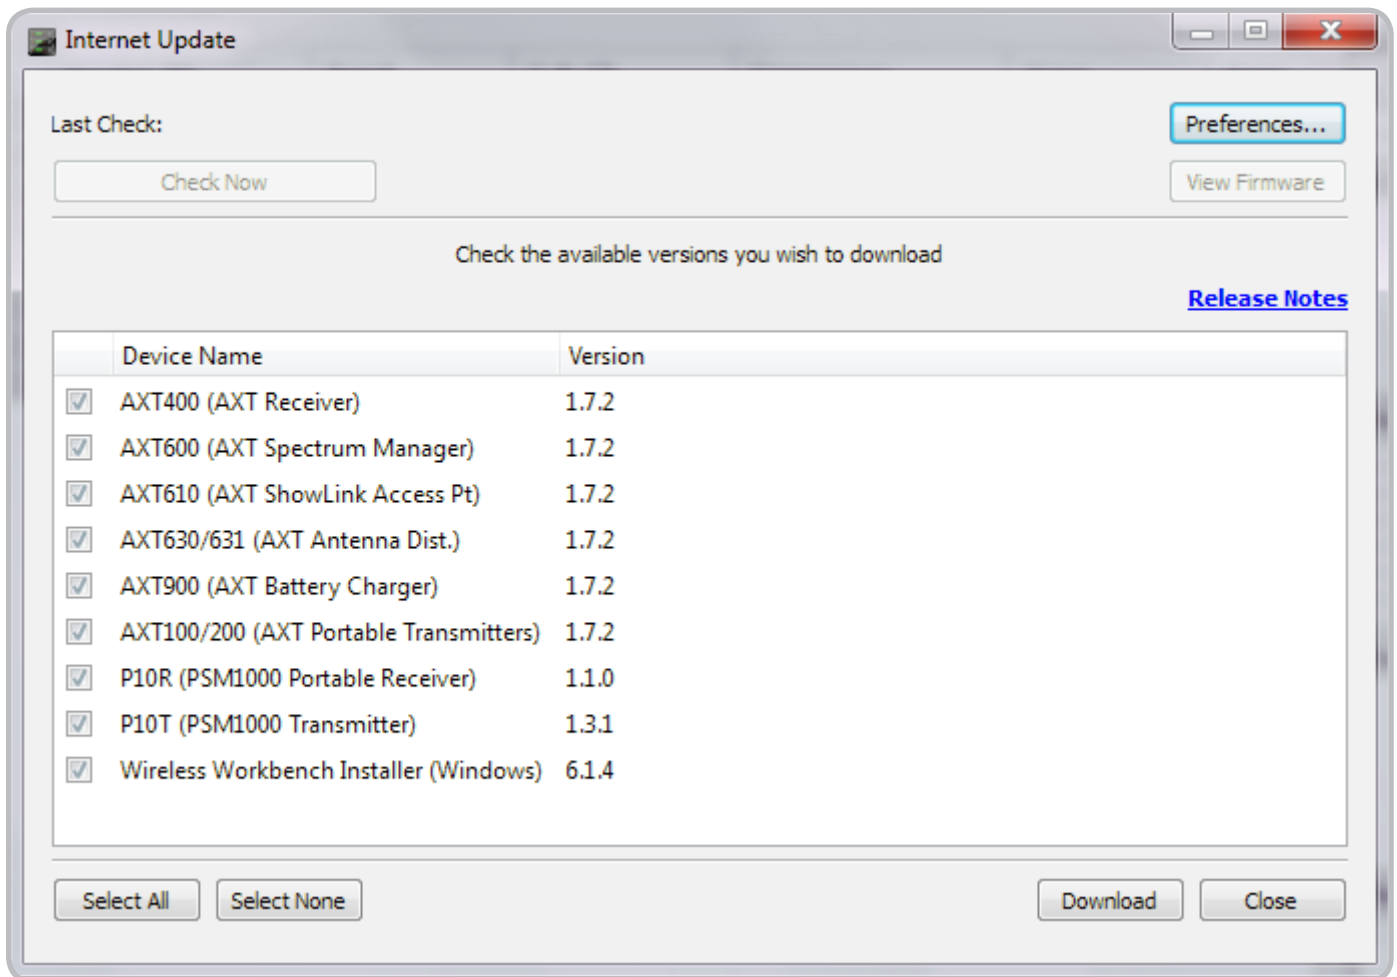 Internet Update
Last Check:
Preferences...
Check Now
View Firmware
Check the available versions you wish to download
Release Notes
Device Name Version
AXT400 (AXT Receiver) 1.7.2
AXT600 (AXT Spectrum Manager) 1.7.2
AXT610 (AXT ShowLink Access Pt) 1.7.2
AXT630/631 (AXT Antenna Dist.) 1.7.2
AXT900 (AXT Battery Charger) 1.7.2
AXT100/200 (AXT Portable Transmitters) 1.7.2
P10R (PSM1000 Portable Receiver) 1.1.0
P10T (PSM1000 Transmitter) 1.3.1
Wireless Workbench Installer (Windows) 6.1.4
Select All Select None Download Close